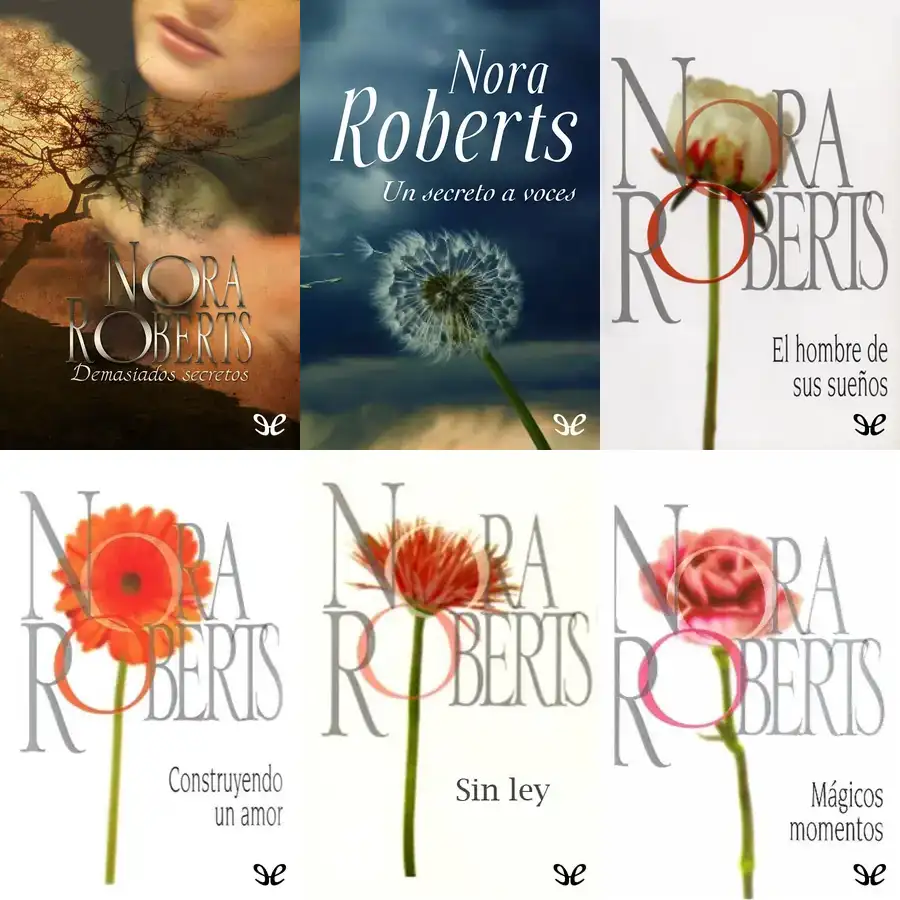 NORA
ROBERTS
Demasiados secretos
Nora
Roberts
Un secreto a voces
NORA
ROBERTS
El hombre de
sus sueños
NORA
ROBERTS
Construyendo
un amor
NORA
ROBERTS
Sin ley
NORA
ROBERTS
Mágicos
momentos